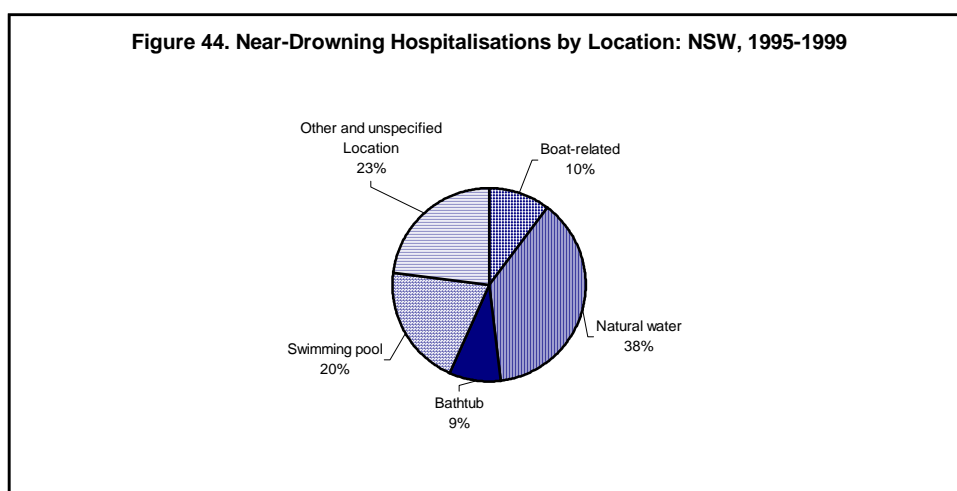 Figure 44. Near-Drowning Hospitalisations by Location: NSW, 1995-1999
Other and unspecified
Location
23%
Boat-related
10%
Natural water
38%
Swimming pool
20%
Bathtub
9%